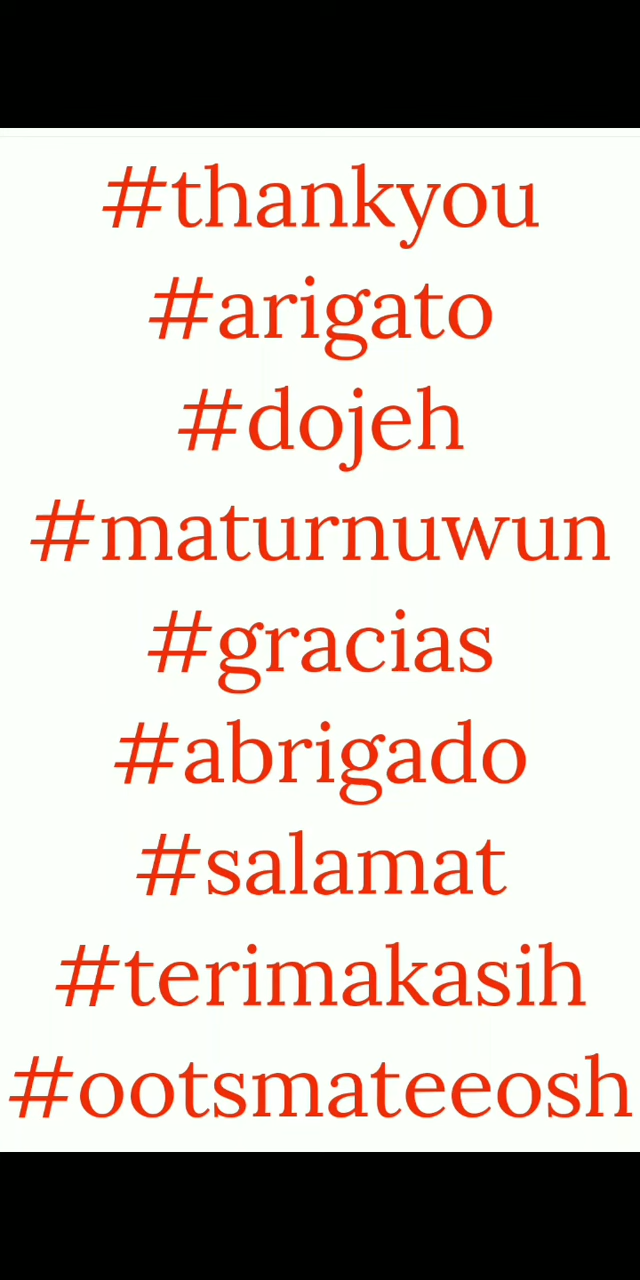 #thankyou
#arigato
#dojeh
#maturnuwun
#gracias
#abrigado
#salamat
#terimakasih
#ootsmateeosh